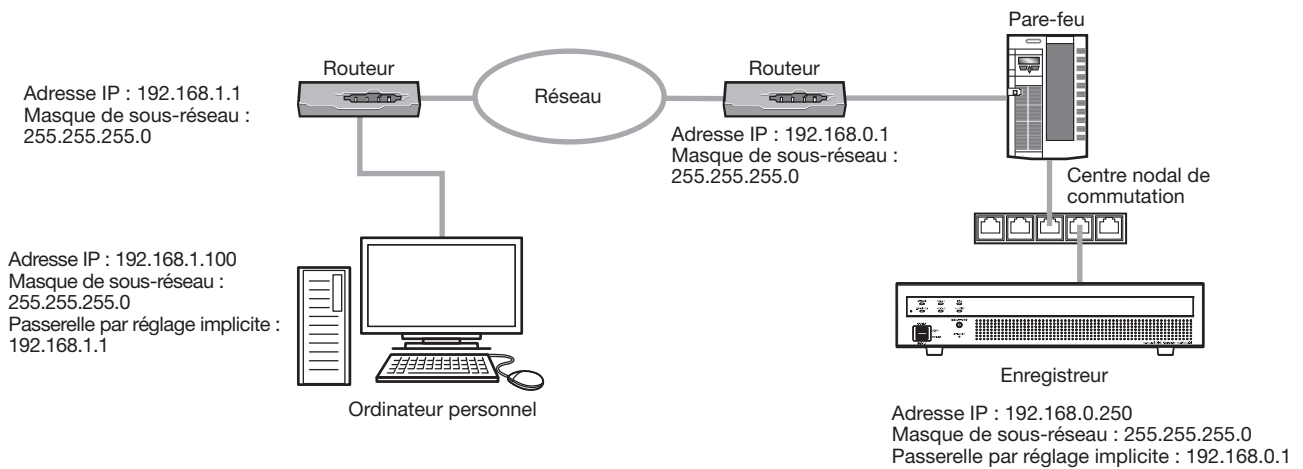 Pare-feu
Routeur
Routeur
Réseau
Adresse IP : 192.168.1.1
Masque de sous-réseau :
255.255.255.0
Adresse IP : 192.168.0.1
Masque de sous-réseau :
255.255.255.0
Centre nodal de
commutation
Adresse IP : 192.168.1.100
Masque de sous-réseau :
255.255.255.0
Passerelle par réglage implicite :
192.168.1.1
Ordinateur personnel
Enregistreur
Adresse IP : 192.168.0.250
Masque de sous-réseau : 255.255.255.0
Passerelle par réglage implicite : 192.168.0.1